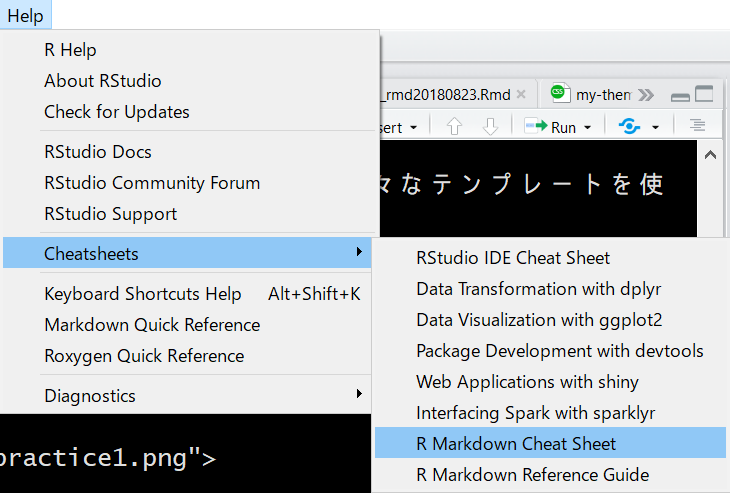 Help
R Help
About RStudio
Check for Updates
RStudio Docs
RStudio Community Forum
RStudio Support
Cheatsheets
Keyboard Shortcuts Help Alt+Shift+K
Markdown Quick Reference
Roxygen Quick Reference
Diagnostics
_rmd20180823.Rmd
CSS
my-then
sert
Run
々なテンプレートを使
RStudio IDE Cheat Sheet
Data Transformation with dplyr
Data Visualization with ggplot2
Package Development with devtools
Web Applications with shiny
Interfacing Spark with sparklyr
R Markdown Cheat Sheet
R Markdown Reference Guide
practice1.png">